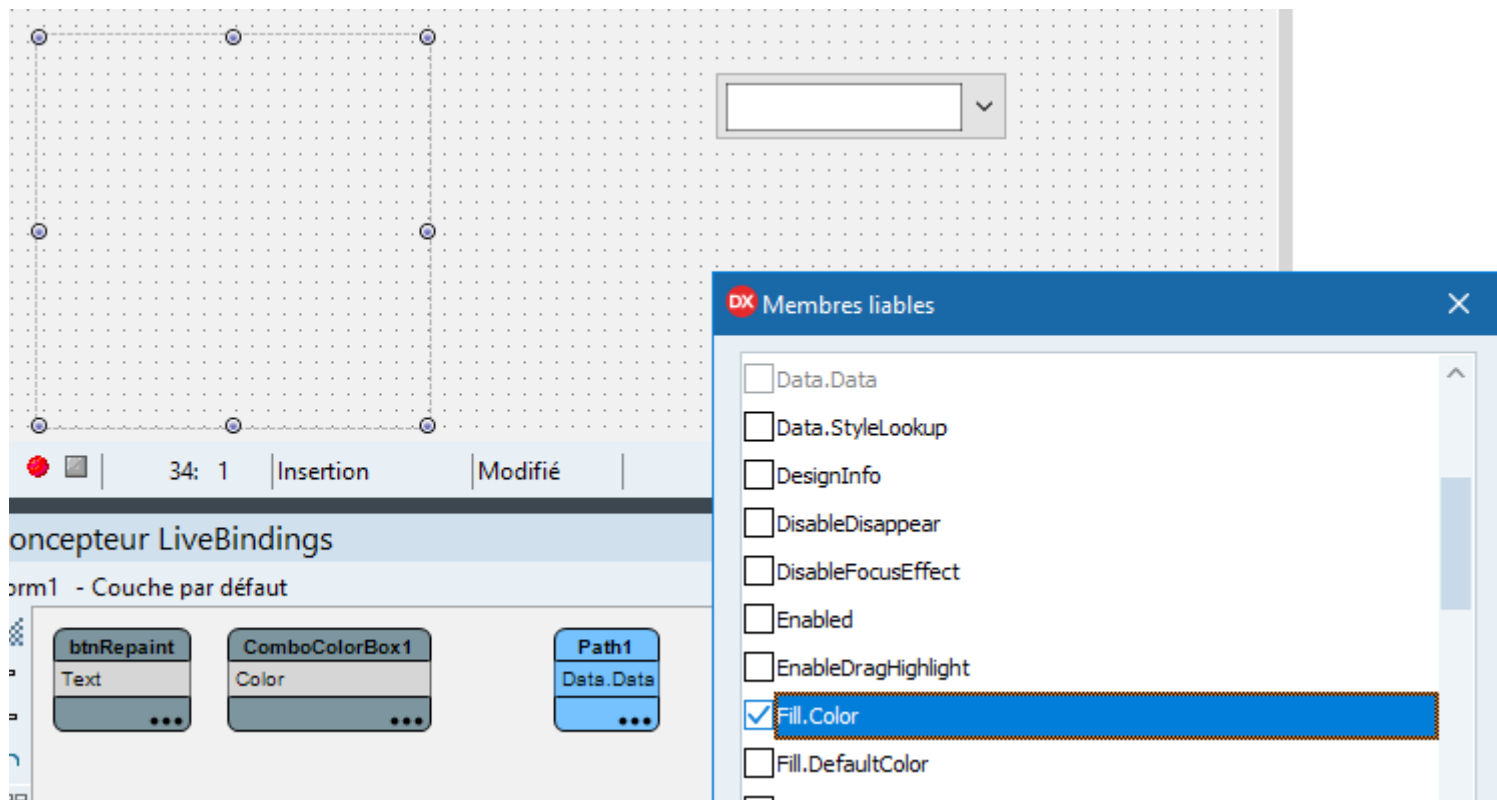 DX Membres liables
Data.Data
Data.StyleLookup
DesignInfo
DisableDisappear
DisableFocusEffect
Enabled
EnableDragHighlight
Fill.Color
Fill.DefaultColor
34: 1 Insertion Modifié
oncepteur LiveBindings
orm1 - Couche par défaut
btnRepaint
Text
ComboColorBox1
Color
Path1
Data.Data